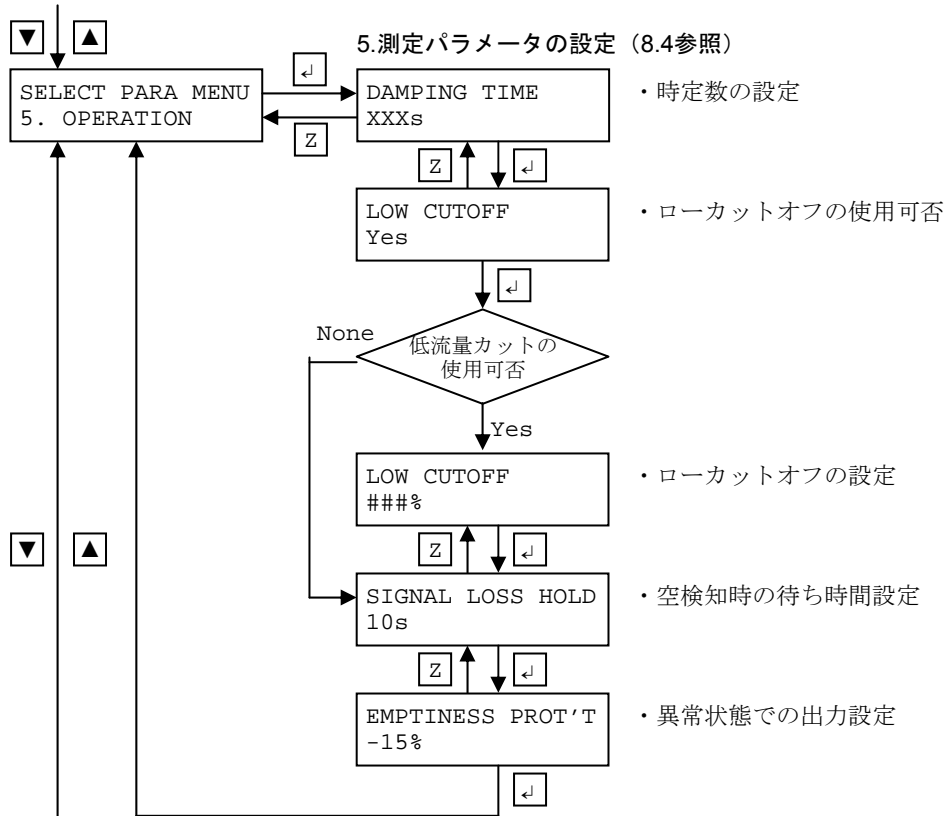 ▼ ▲
5.測定パラメータの設定（8.4参照）
↵
SELECT PARA MENU
5. OPERATION
DAMPING TIME
XXXs
・時定数の設定
Z
Z ↵
LOW CUTOFF
Yes
・ローカットオフの使用可否
↵
None
低流量カットの
使用可否
Yes
LOW CUTOFF
###%
・ローカットオフの設定
▼ ▲
Z ↵
SIGNAL LOSS HOLD
10s
・空検知時の待ち時間設定
Z ↵
EMPTINESS PROT'T
-15%
・異常状態での出力設定
↵